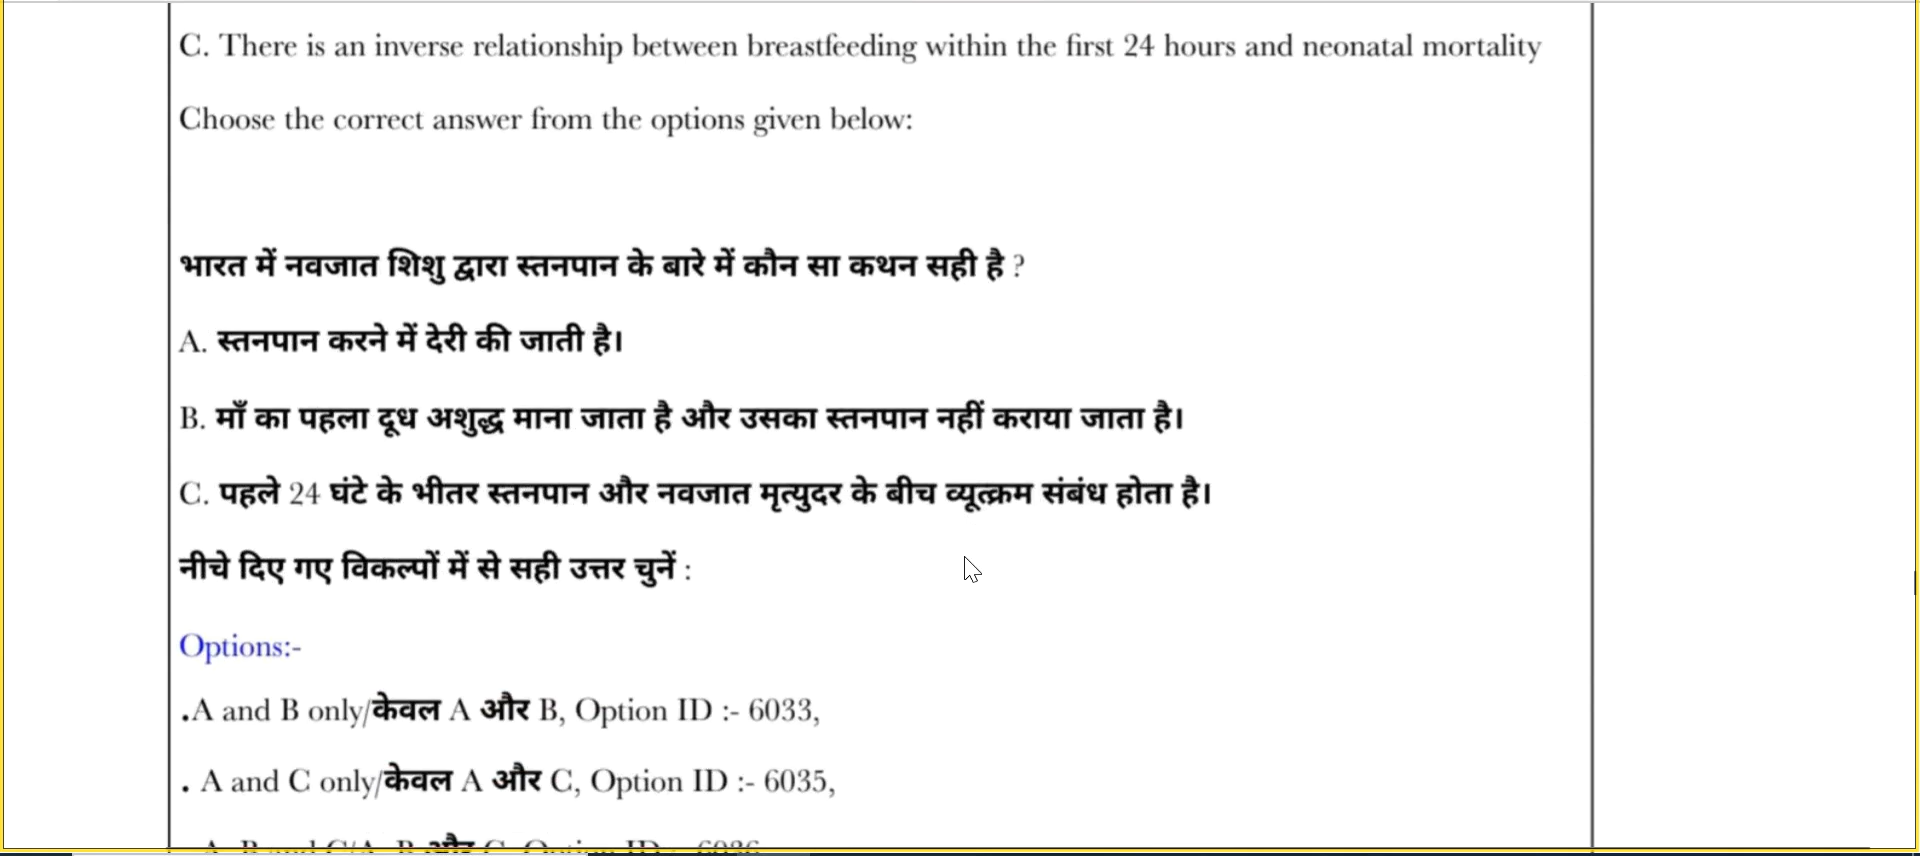 C. There is an inverse relationship between breastfeeding within the first 24 hours and neonatal mortality
Choose the correct answer from the options given below:
भारत में नवजात शिशु द्वारा स्तनपान के बारे में कौन सा कथन सही है ?
A. स्तनपान करने में देरी की जाती है।
B. माँ का पहला दूध अशुद्ध माना जाता है और उसका स्तनपान नहीं कराया जाता है।
C. पहले 24 घंटे के भीतर स्तनपान और नवजात मृत्युदर के बीच व्यूत्क्रम संबंध होता है।
नीचे दिए गए विकल्पों में से सही उत्तर चुनें :
Options:-
.A and B only/केवल A और B, Option ID :- 6033,
. A and C only/केवल A और C, Option ID :- 6035,